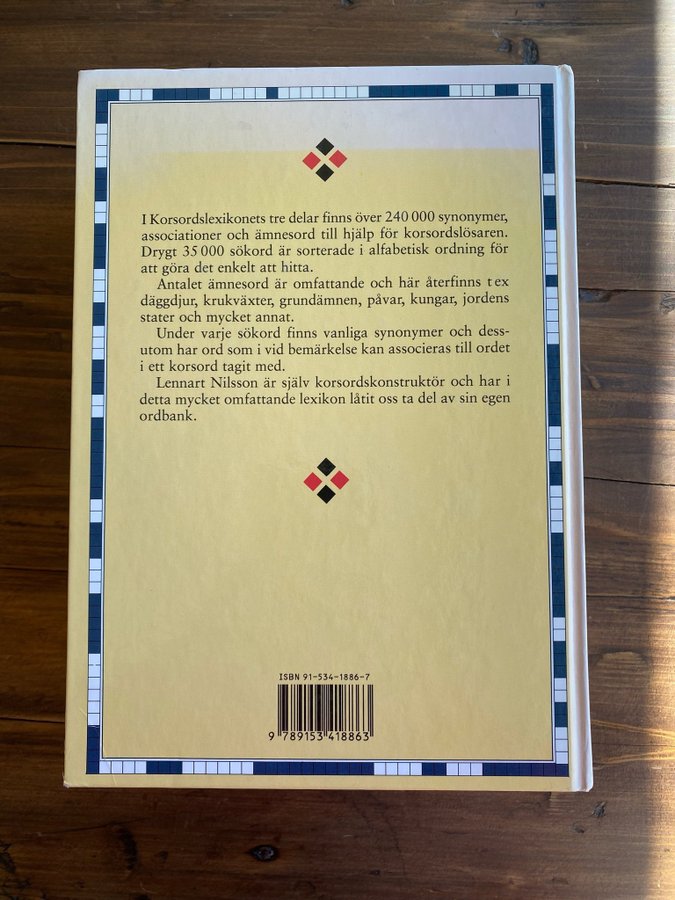 I Korsordslexikonets tre delar finns över 240 000 synonymer,
associationer och ämnesord till hjälp för korsordslösaren.
Drygt 35 000 sökord är sorterade i alfabetisk ordning för
att göra det enkelt att hitta.
Antalet ämnesord är omfattande och här återfinns t ex
däggdjur, krukväxter, grundämnen, påvar, kungar, jordens
stater och mycket annat.
Under varje sökord finns vanliga synonymer och dess-
utom har ord som i vid bemärkelse kan associeras till ordet
i ett korsord tagit med.
Lennart Nilsson är själv korsordskonstruktör och har i
detta mycket omfattande lexikon låtit oss ta del av sin egen
ordbank.
ISBN 91-534-1886-7
9 789153 418863